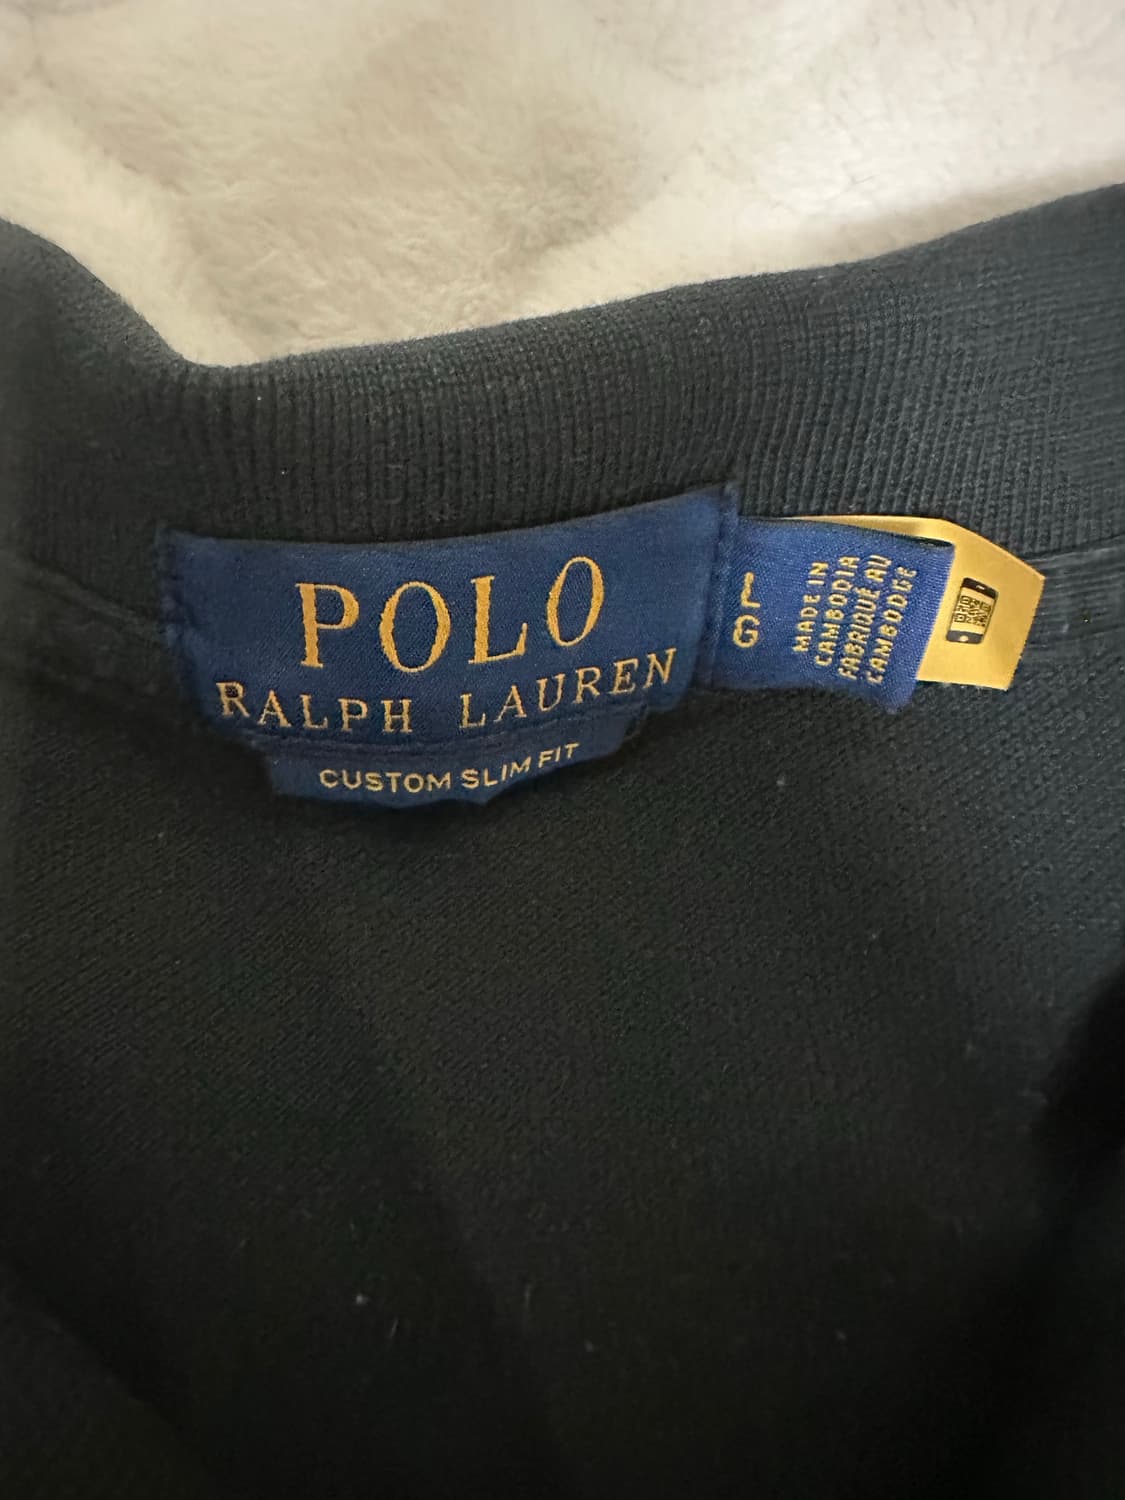 POLO
RALPH LAUREN
CUSTOM SLIM FIT
L
G
MADE IN
CAMBODIA
FABRIQUÉ AU
CAMBODGE